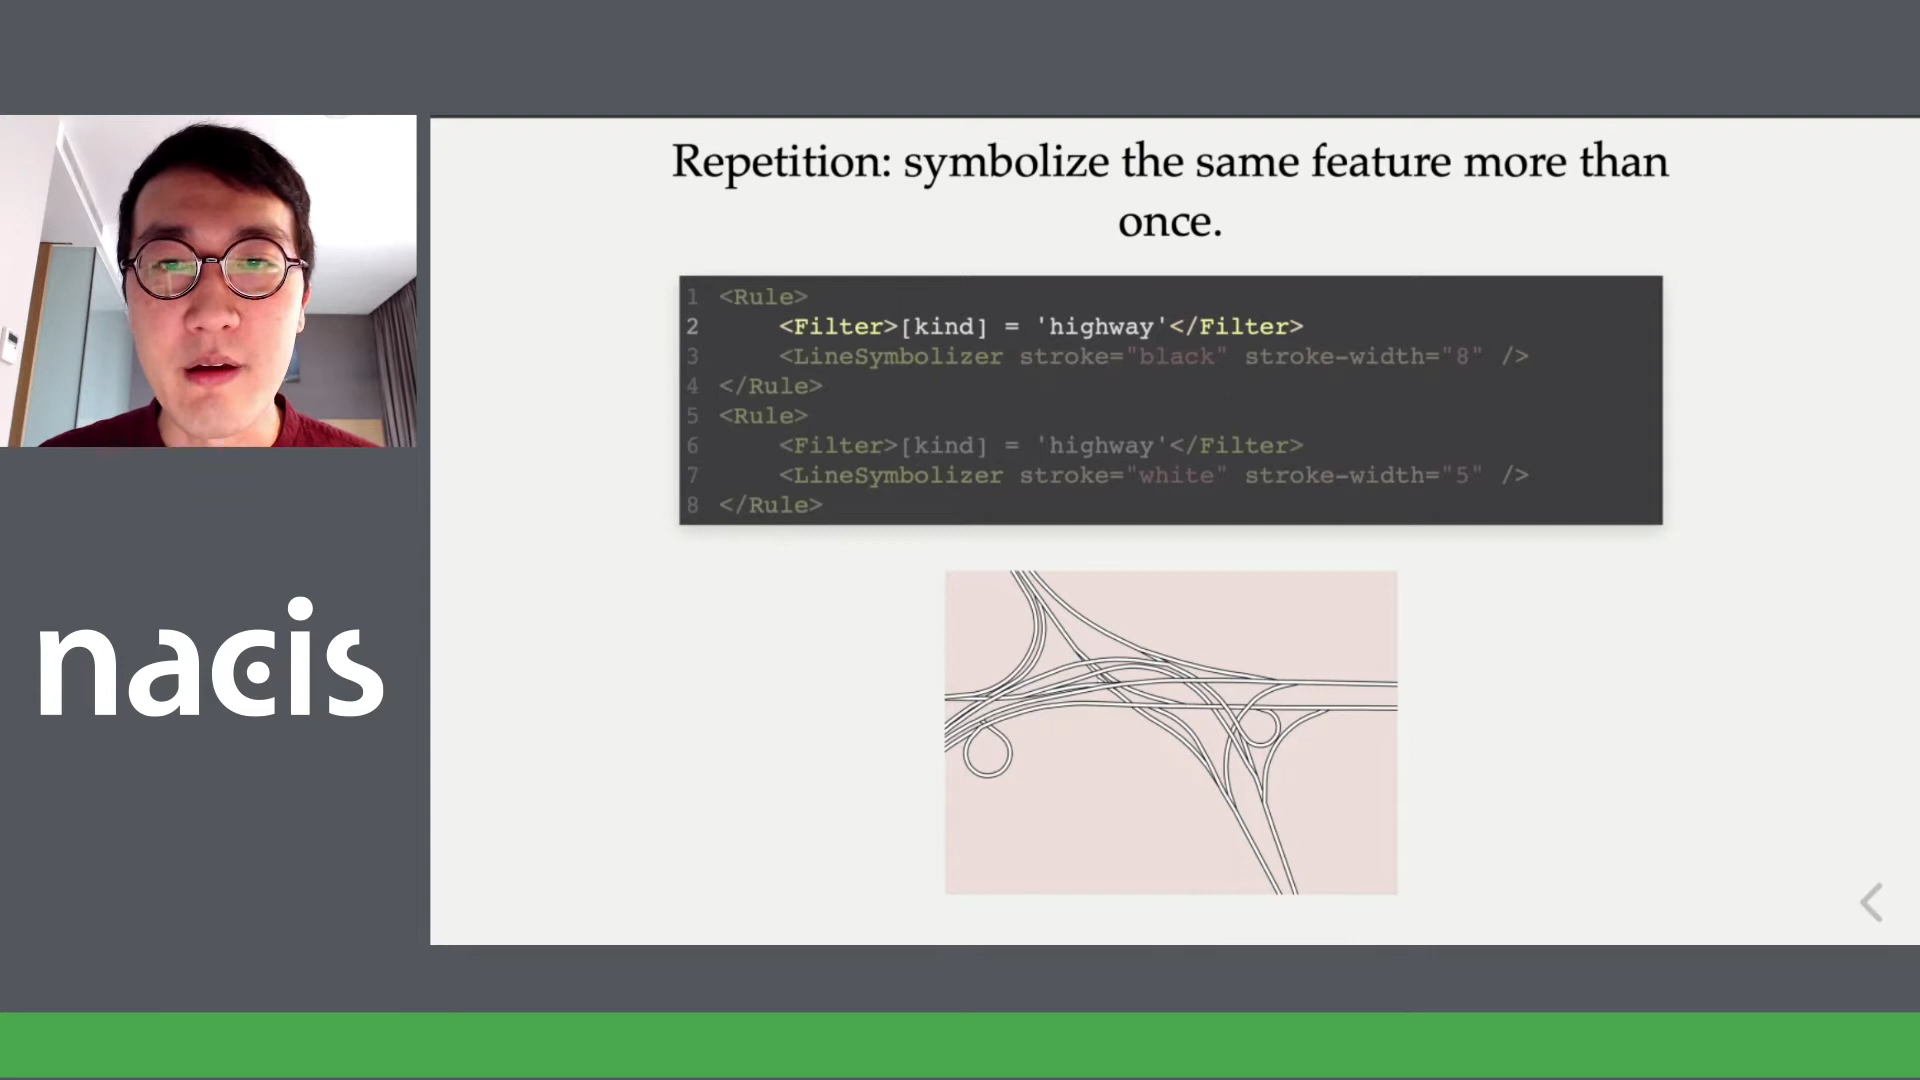 Repetition: symbolize the same feature more than
once.
1 <Rule>
2 <Filter>[kind] = 'highway'</Filter>
3 <LineSymbolizer stroke="black" stroke-width="8" />
4 </Rule>
5 <Rule>
6 <Filter>[kind] = 'highway'</Filter>
7 <LineSymbolizer stroke="white" stroke-width="5" />
8 </Rule>
nacis